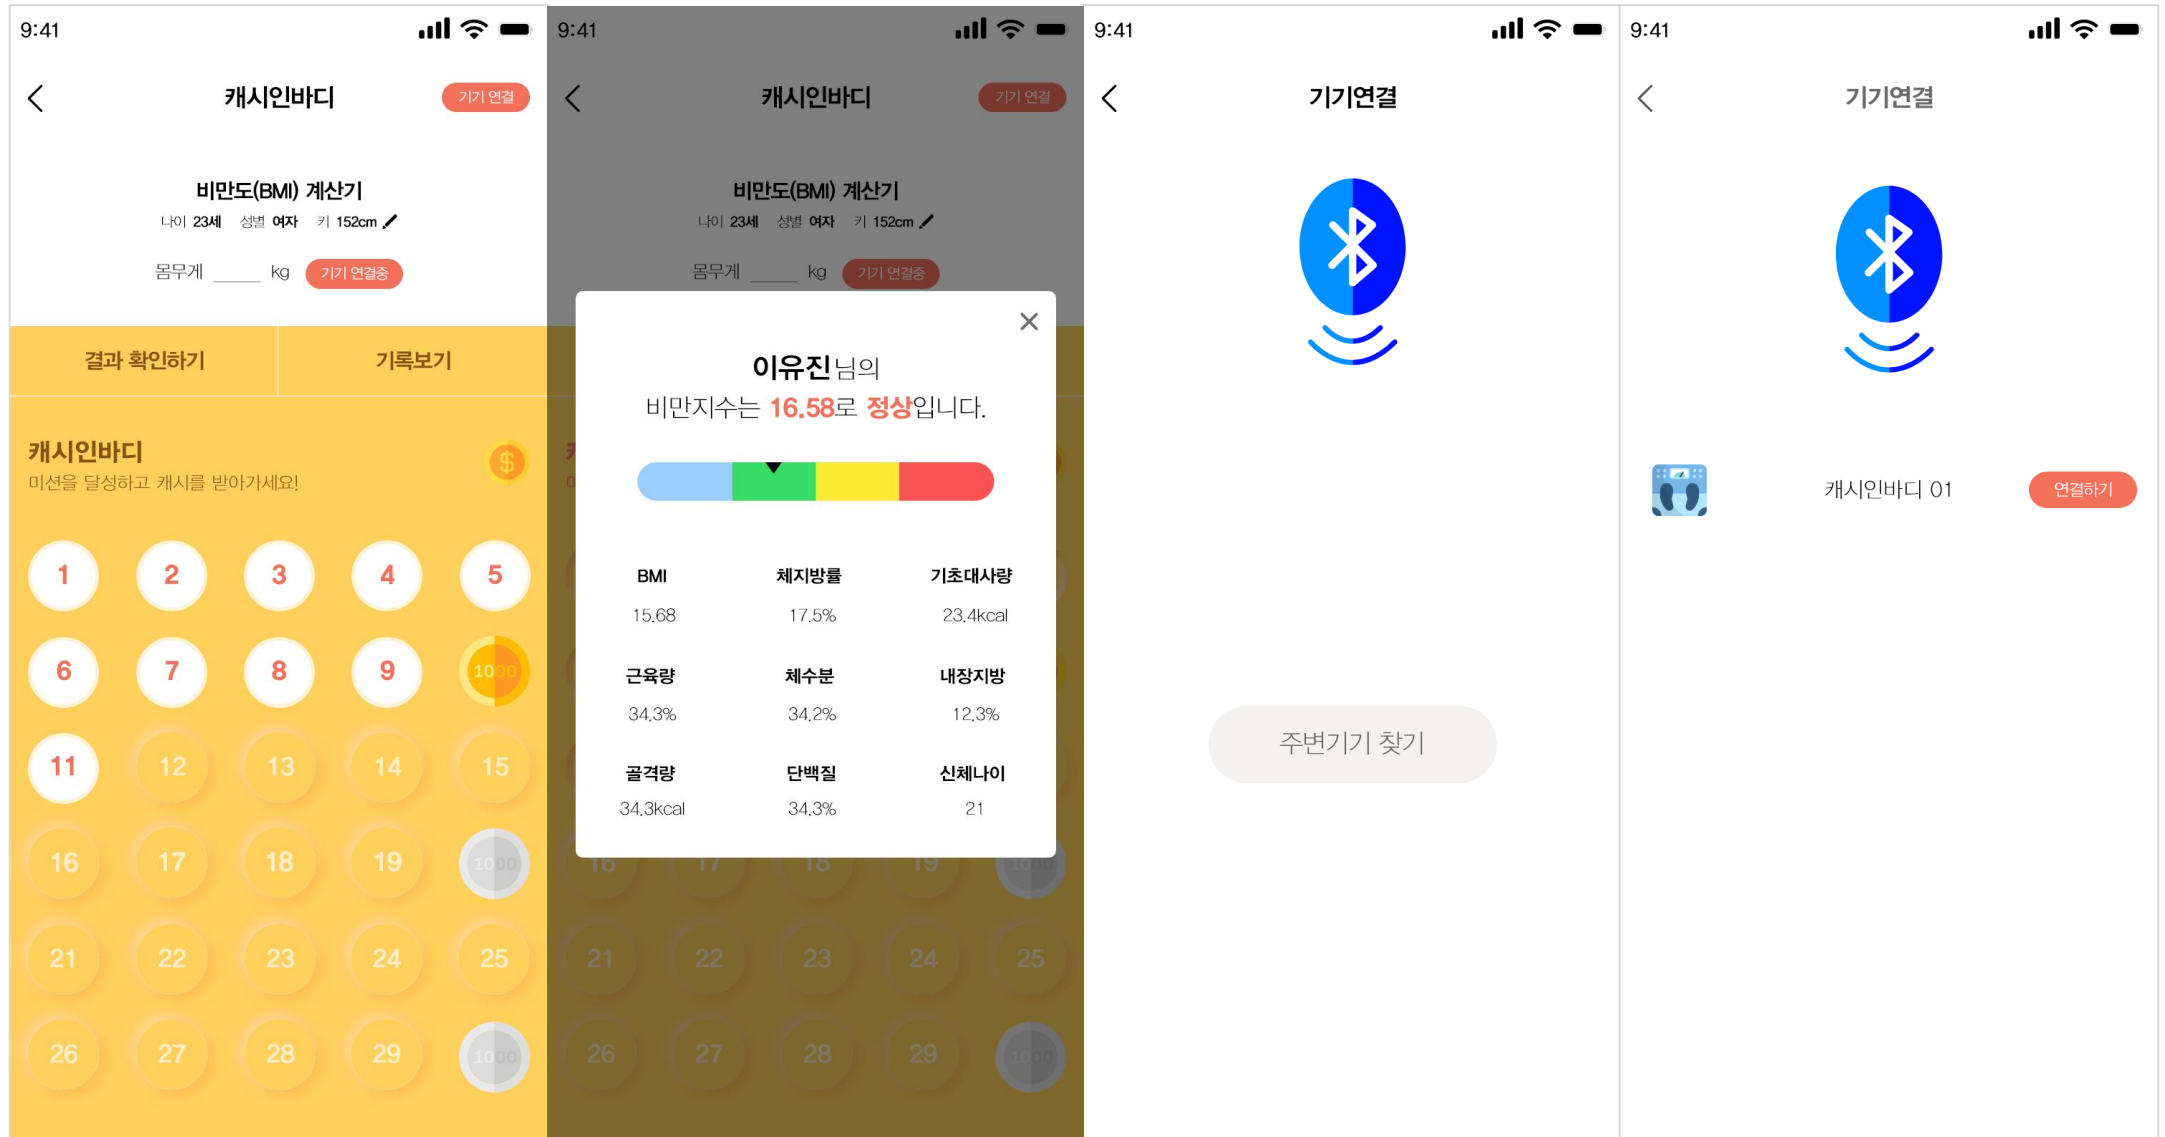 9:41
캐시인바디
기기 연결
비만도(BMI) 계산기
나이 23세 성별 여자 키 152cm
몸무게 _____ kg 기기 연결중
결과 확인하기 기록보기
캐시인바디
미션을 달성하고 캐시를 받아가세요!
1 2 3 4 5
6 7 8 9 1000
11 12 13 14 15
16 17 18 19 1000
21 22 23 24 25
26 27 28 29 1000
9:41
캐시인바디
기기 연결
비만도(BMI) 계산기
나이 23세 성별 여자 키 152cm
몸무게 _____ kg 기기 연결중
이유진님의
비만지수는 16.58로 정상입니다.
BMI 체지방률 기초대사량
15.68 17.5% 23.4kcal
근육량 체수분 내장지방
34.3% 34.2% 12.3%
골격량 단백질 신체나이
34.3kcal 34.3% 21
16 17 18 19 1000
21 22 23 24 25
26 27 28 29 1000
9:41
기기연결
주변기기 찾기
9:41
기기연결
캐시인바디 01 연결하기